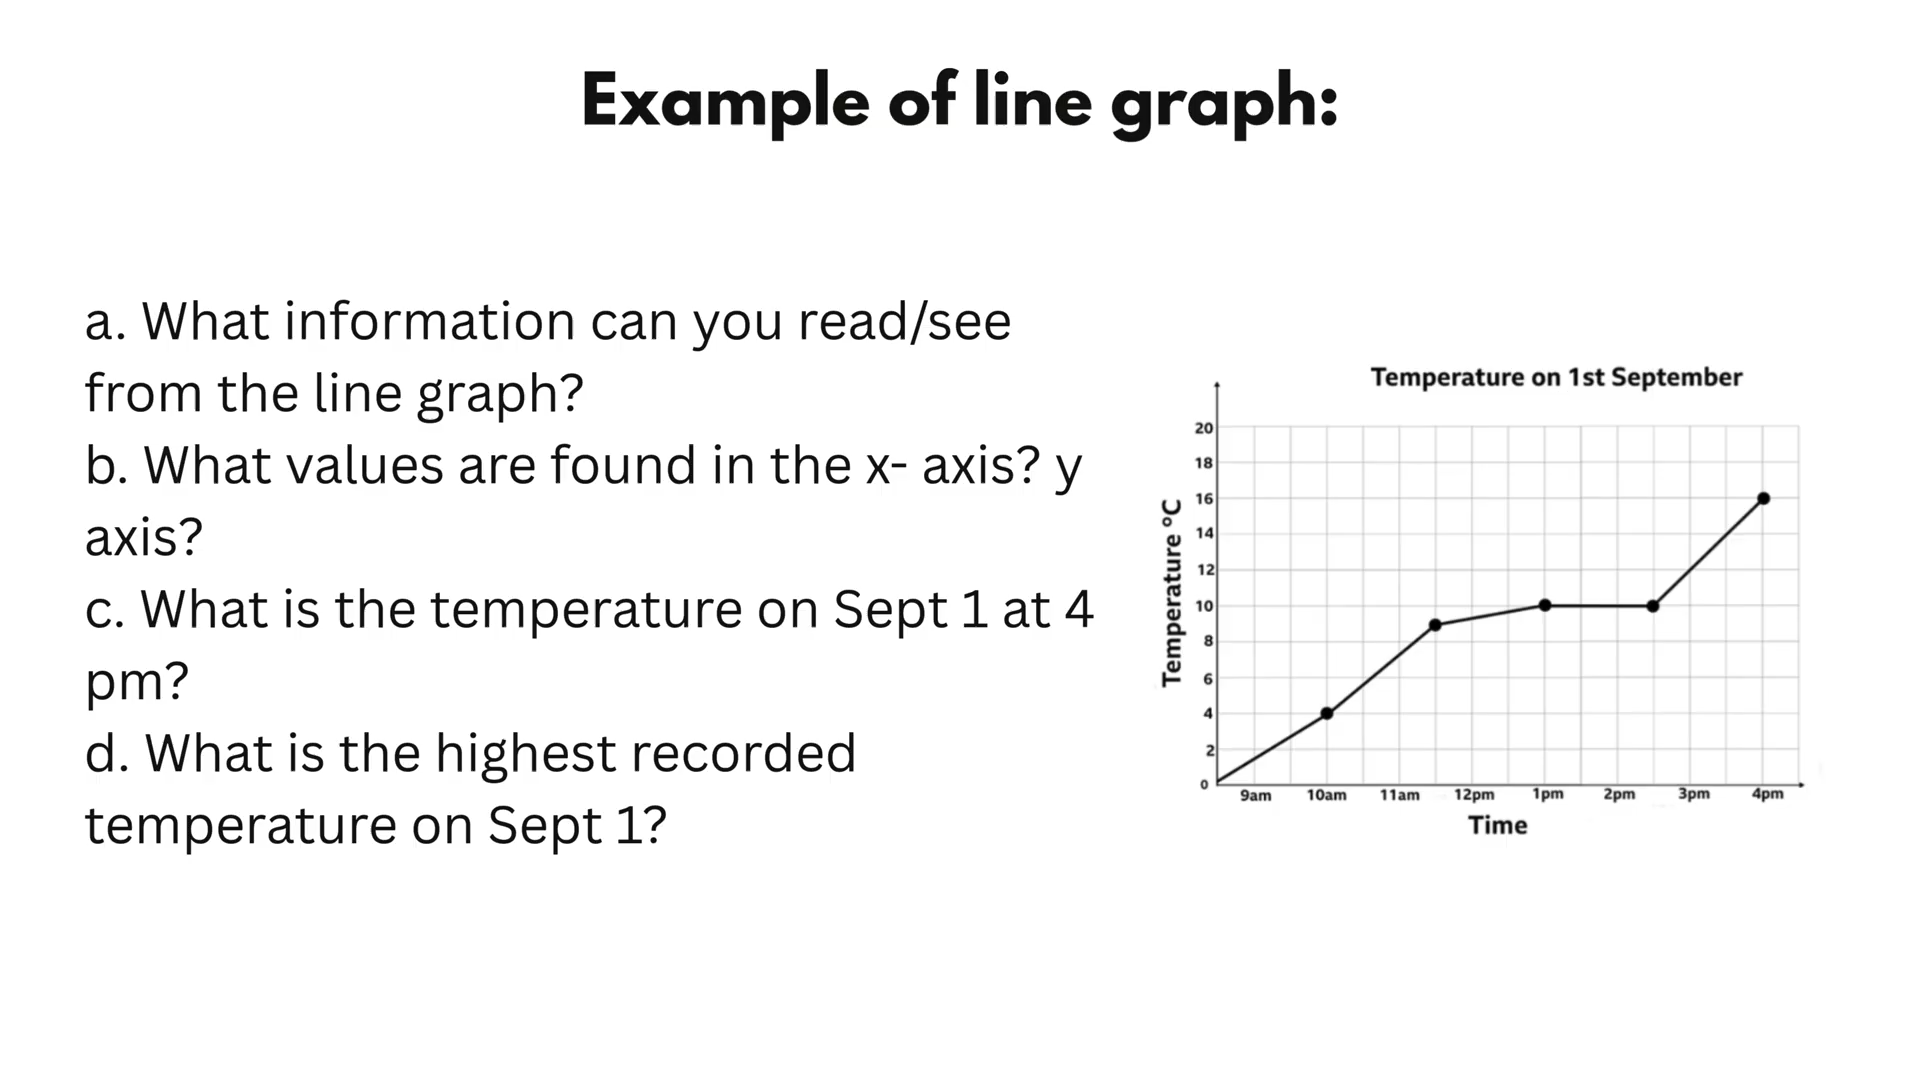 Example of line graph:
a. What information can you read/see
from the line graph?
b. What values are found in the x- axis? y
axis?
c. What is the temperature on Sept 1 at 4
pm?
d. What is the highest recorded
temperature on Sept 1?
Temperature on 1st September
Temperature °C
20
18
16
14
12
10
8
6
4
2
0
9am 10am 11am 12pm 1pm 2pm 3pm 4pm
Time